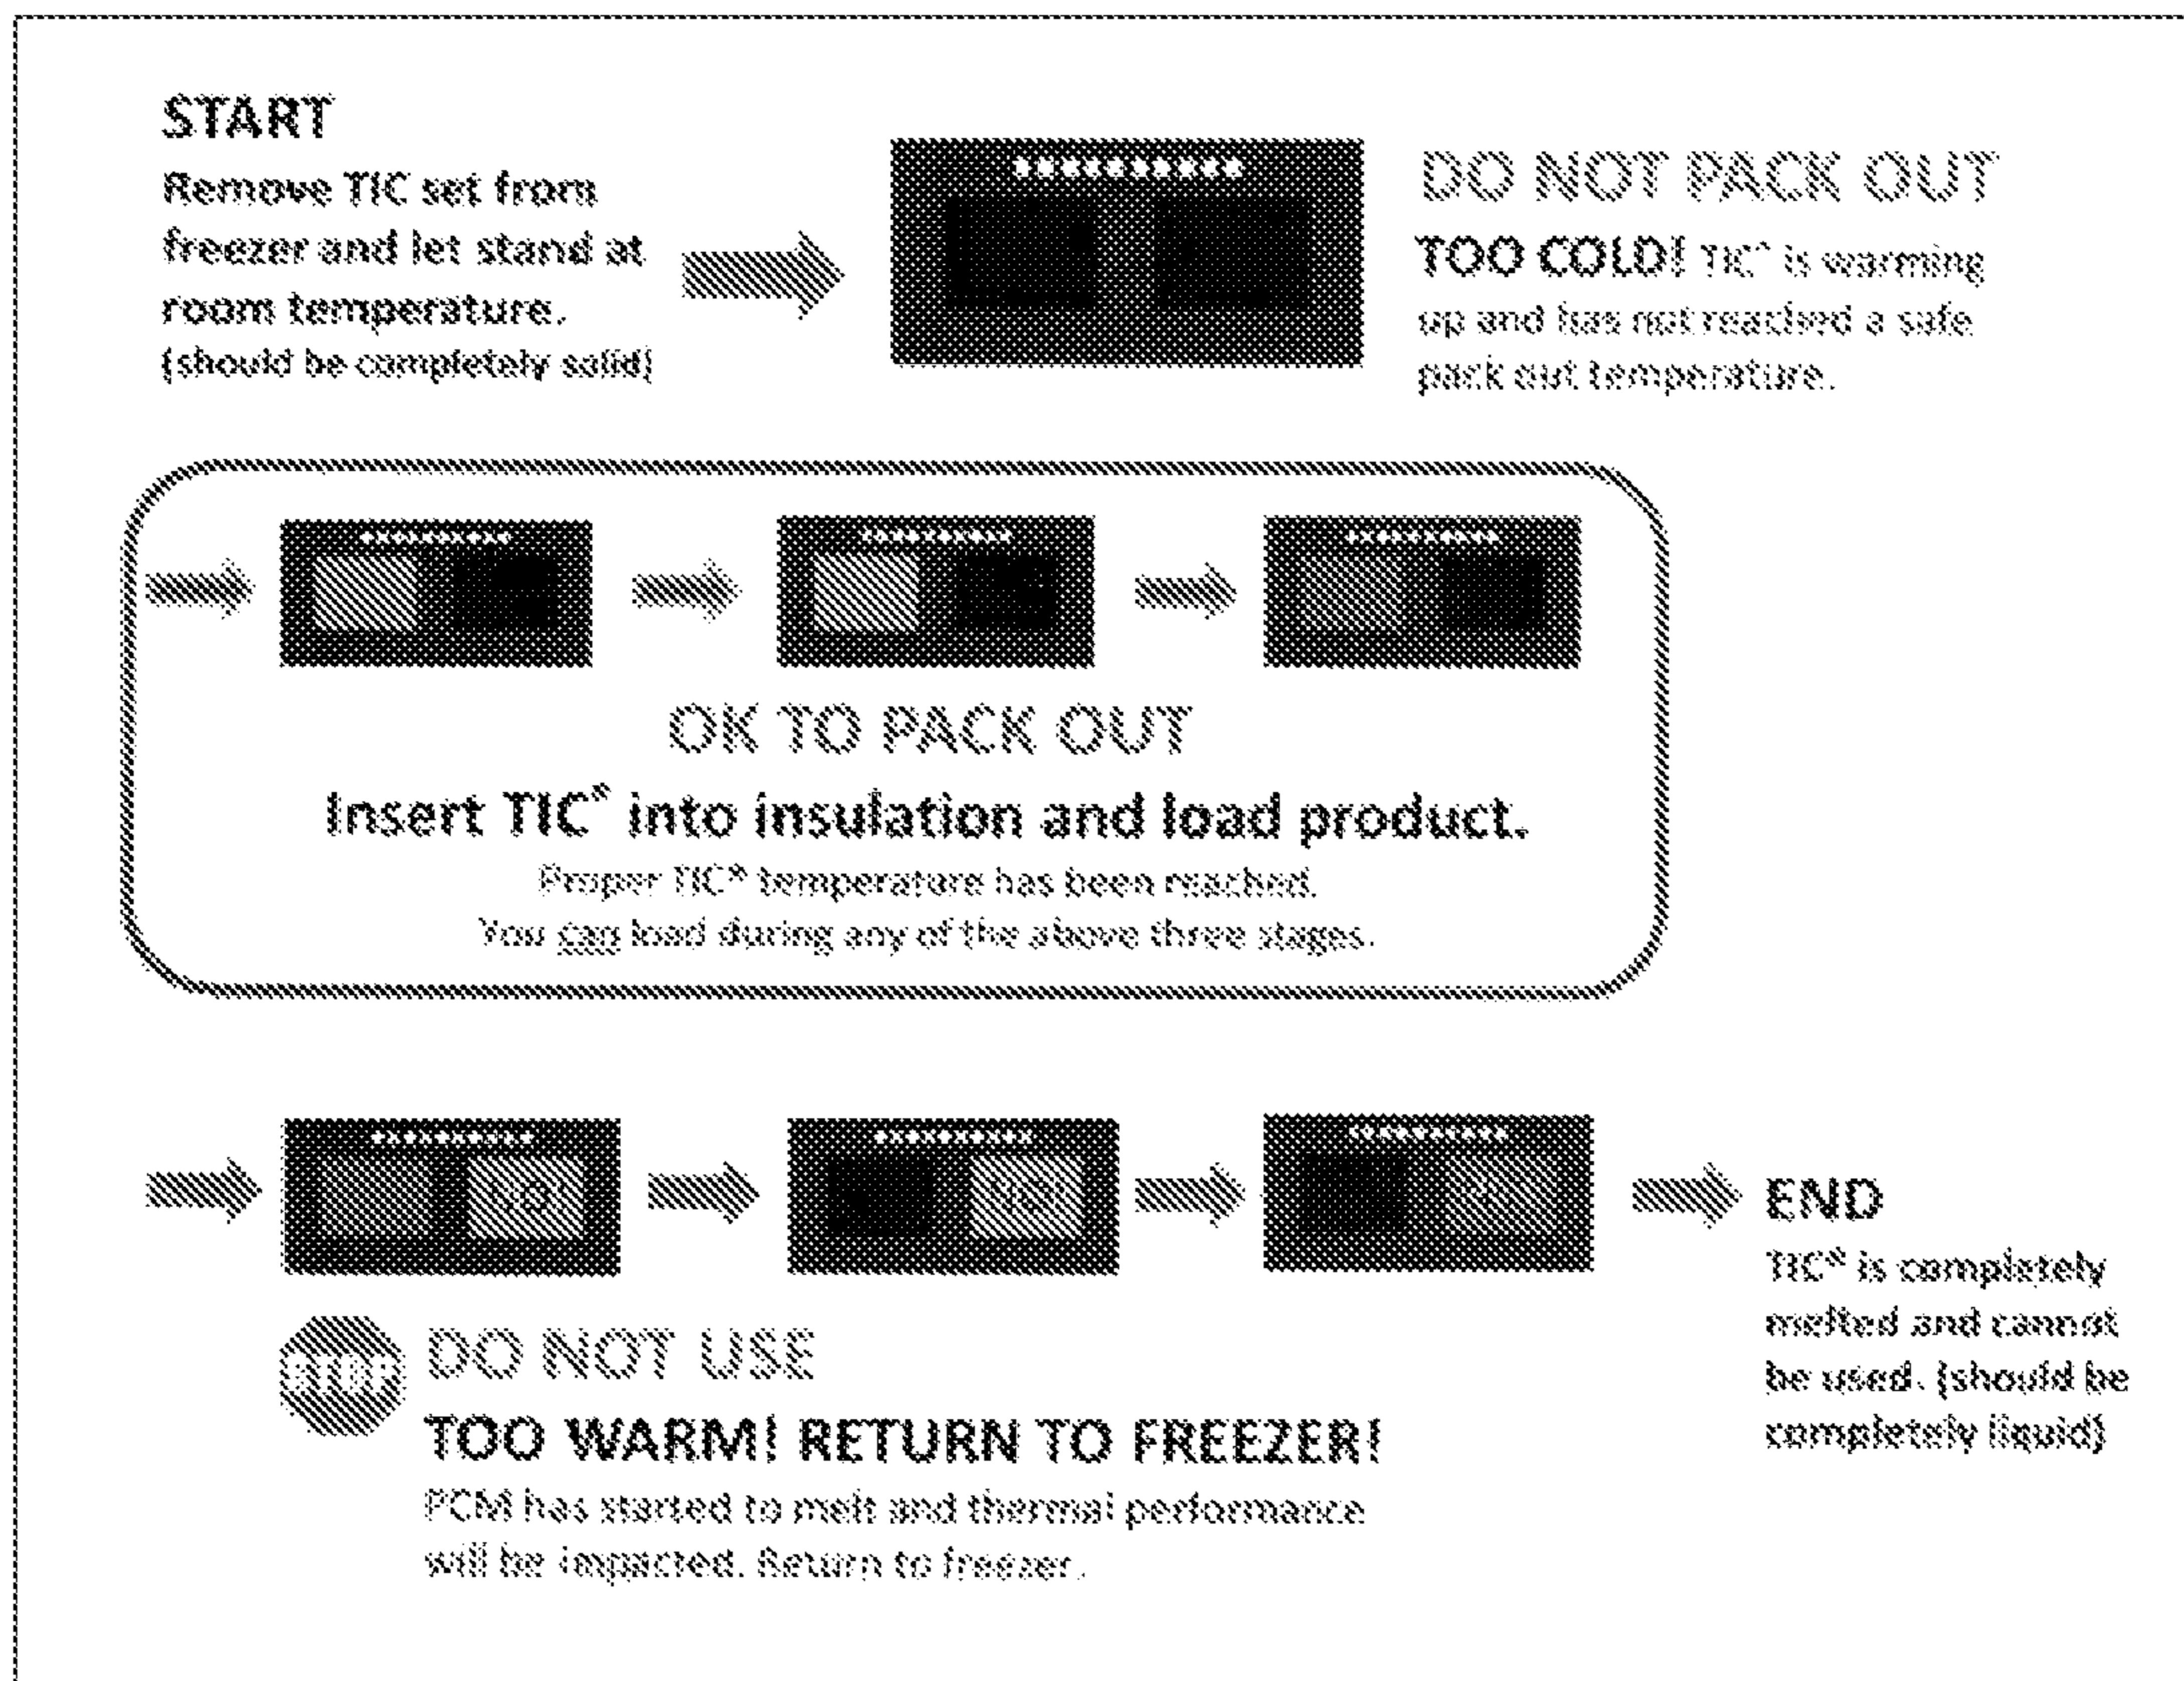 START
Remove TIC set from
freezer and let stand at
room temperature.
(should be completely solid)
DO NOT PACK OUT
TOO COLD! TIC® is warming
up and has not reached a safe
pack out temperature.
OK TO PACK OUT
Insert TIC® into insulation and load product.
Proper TIC® temperature has been reached.
You can load during any of the above three stages.
NO!
NO!
STOP
DO NOT USE
TOO WARM! RETURN TO FREEZER!
PCM has started to melt and thermal performance
will be impacted. Return to freezer.
END
TIC® is completely
melted and cannot
be used. (should be
completely liquid)